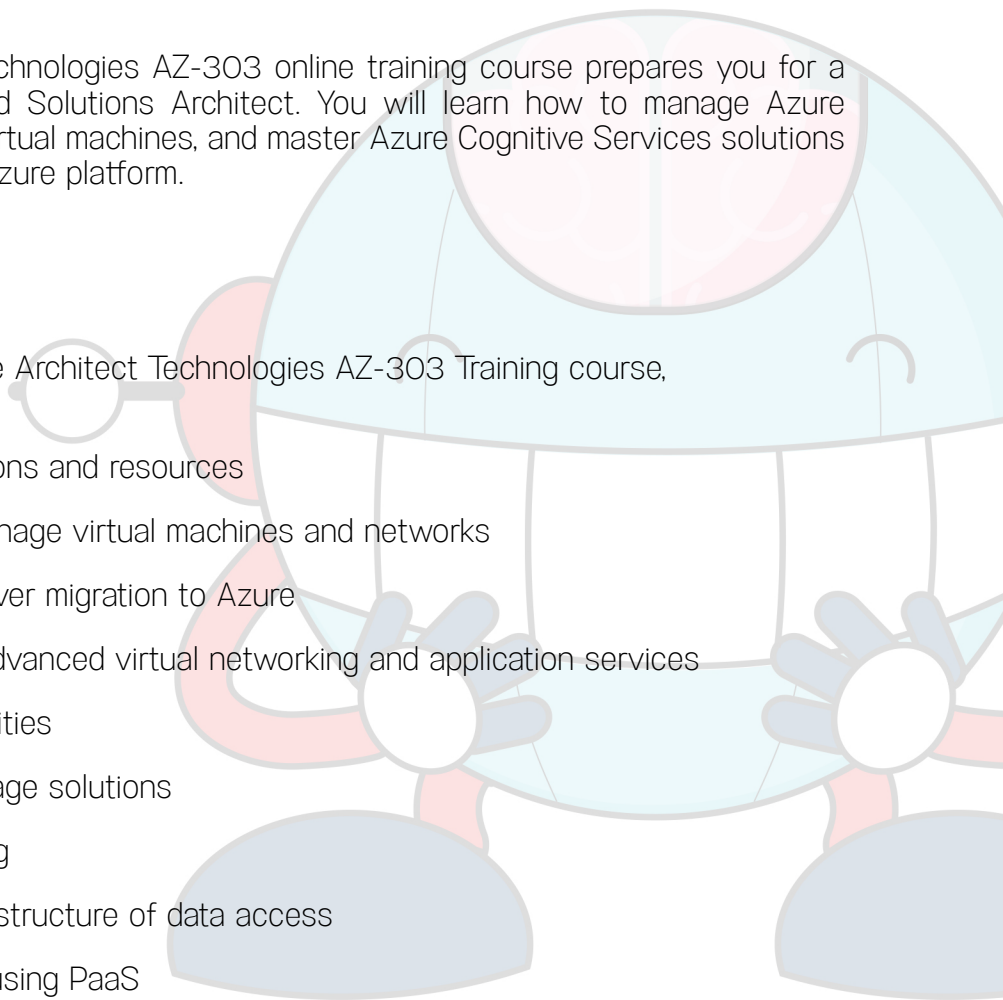 chnologies AZ-303 online training course prepares you for a
d Solutions Architect. You will learn how to manage Azure
rtual machines, and master Azure Cognitive Services solutions
zure platform.
e Architect Technologies AZ-303 Training course,
ons and resources
nage virtual machines and networks
ver migration to Azure
dvanced virtual networking and application services
ities
age solutions
g
structure of data access
using PaaS